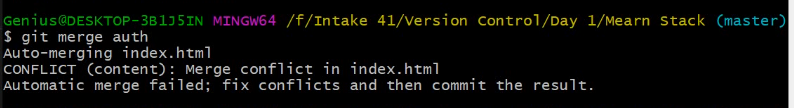 Genius@DESKTOP-3B1J5IN MINGW64 /f/Intake 41/Version Control/Day 1/Mearn Stack (master)
$ git merge auth
Auto-merging index.html
CONFLICT (content): Merge conflict in index.html
Automatic merge failed; fix conflicts and then commit the result.